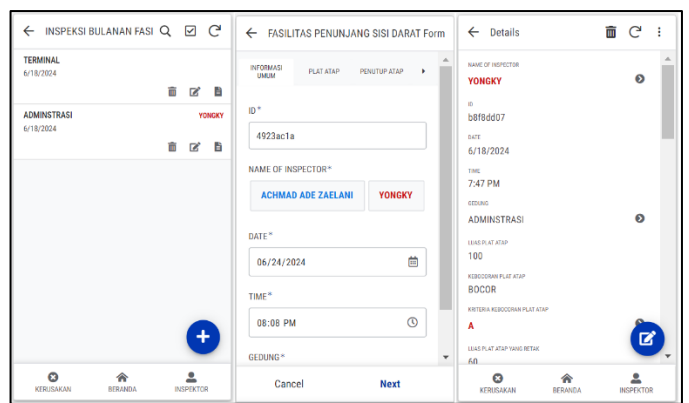 INSPEKSI BULANAN FASI
TERMINAL
6/18/2024
ADMINSTRASI YONGKY
6/18/2024
KERUSAKAN BERANDA INSPEKTOR
FASILITAS PENUNJANG SISI DARAT Form
INFORMASI UMUM PLAT ATAP PENUTUP ATAP
ID*
4923ac1a
NAME OF INSPECTOR*
ACHMAD ADE ZAELANI YONGKY
DATE*
06/24/2024
TIME*
08:08 PM
GEDUNG*
Cancel Next
Details
NAME OF INSPECTOR
YONGKY
ID
b8f8dd07
DATE
6/18/2024
TIME
7:47 PM
GEDUNG
ADMINSTRASI
LUAS PLAT ATAP
100
KEBOCORAN PLAT ATAP
BOCOR
KRITERIA KEBOCORAN PLAT ATAP
A
LUAS PLAT ATAP YANG RETAK
60
KERUSAKAN BERANDA INSPEKTOR